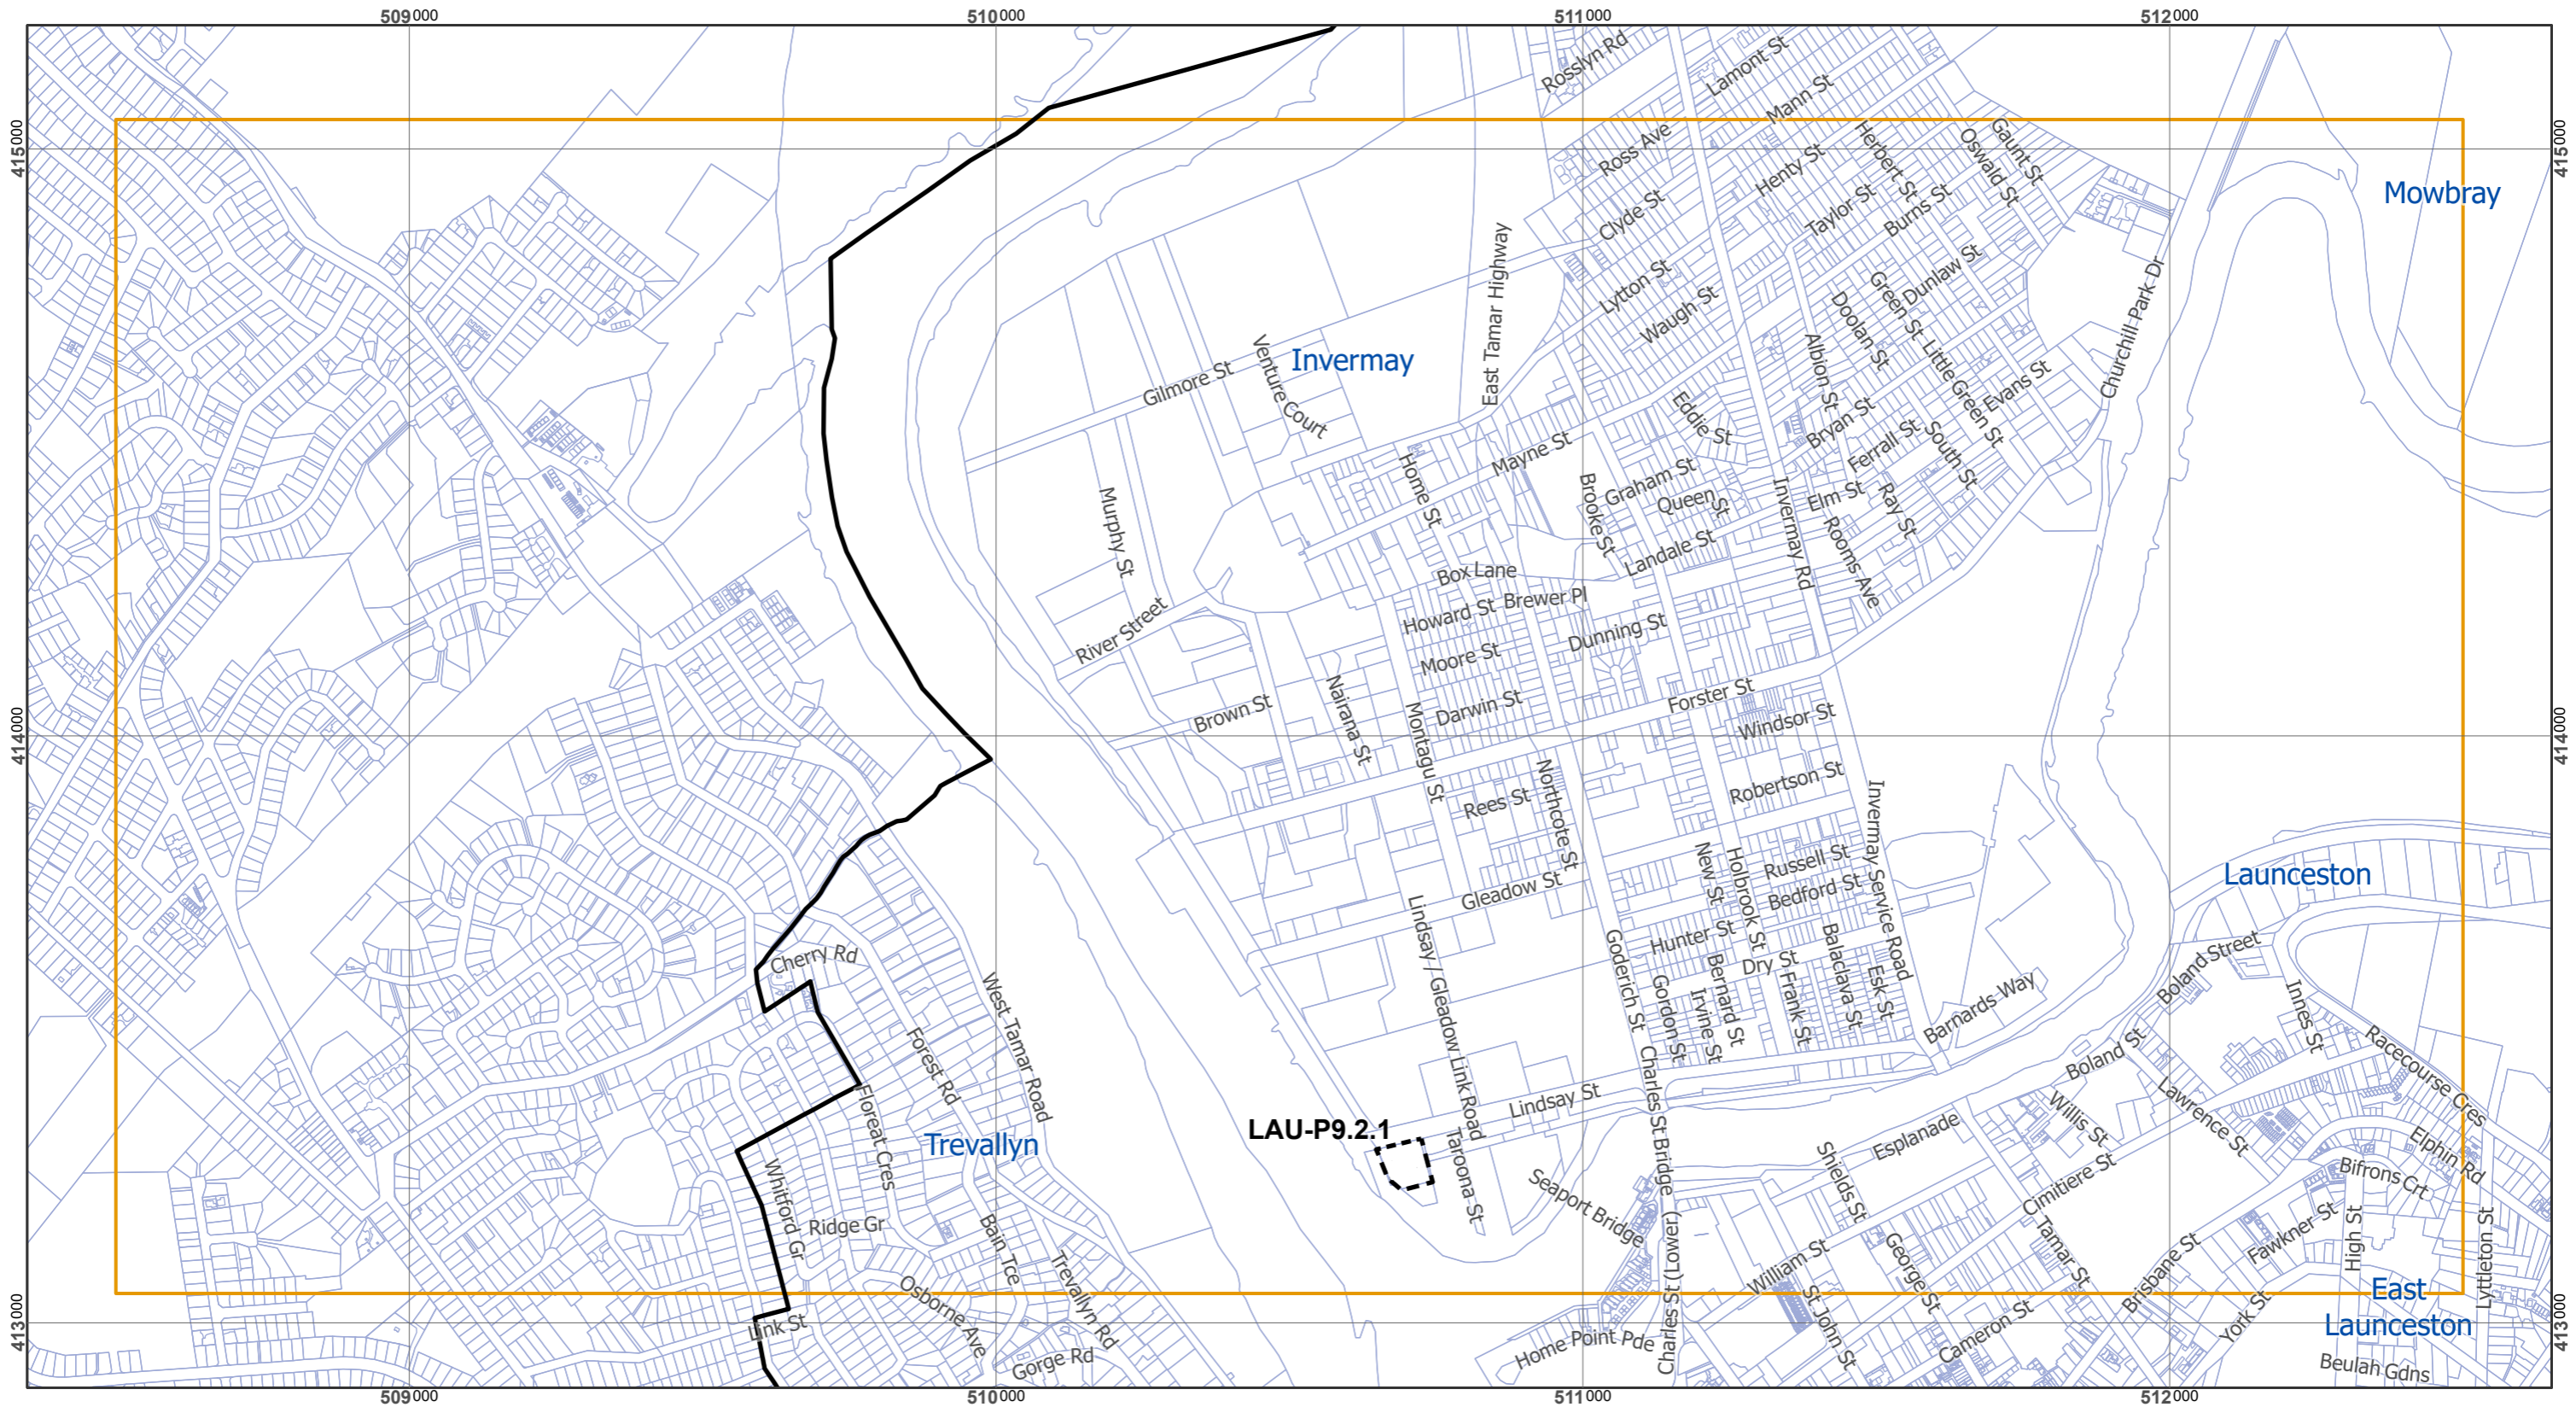 509000
510000
511000
512000
Rosslyn Rd
Lamont St
Mann St
415000
Ross Ave
Henty St
Herbert St
Oswald St
Gaunt St
415000
Mowbray
Clyde St
Taylor St
Burns St
East Tamar Highway
Lytton St
Waugh St
Green St
Dunlaw St
Churchill Park Dr
Doolan St
Albion St
Little Green St
Evans St
Gilmore St
Venture Court
Invermay
Eddie St
Bryan St
Ferrall St
South St
Mayne St
Home St
Graham St
Queen St
Brooke St
Invermay Rd
Elm St
Ray St
Murphy St
Landale St
Rooms Ave
Box Lane
Howard St
Brewer Pl
River Street
Dunning St
Moore St
Nairana St
Brown St
Montagu St
Darwin St
Forster St
Windsor St
414000
414000
Rees St
Northcote St
Robertson St
Invermay Service Road
Russell St
New St
Holbrook St
Bedford St
Gleadow St
Launceston
Lindsay / Gleadow Link Road
Goderich St
Hunter St
Dry St
Balaclava St
Esk St
Boland Street
Cherry Rd
West Tamar Road
Gordon St
Irvine St
Bernard St
Frank St
Barnards Way
Innes St
Forest Rd
Floreat Cres
Charles St Bridge
Boland St
Racecourse Cres
Lindsay St
Willis St
Lawrence St
LAU-P9.2.1
Trevallyn
Taroona St
Esplanade
Shields St
Elphin Rd
Bifrons Crt
Whitford Gr
Seaport Bridge
Cimitiere St
Ridge Gr
Bain Tce
Trevallyn Rd
William St
George St
Tamar St
Brisbane St
Fawkner St
High St
Lyttleton St
Osborne Ave
Charles St (Lower)
St John St
East
Launceston
413000
413000
Link St
Gorge Rd
Home Point Pde
Cameron St
York St
Beulah Gdns
509000
510000
511000
512000